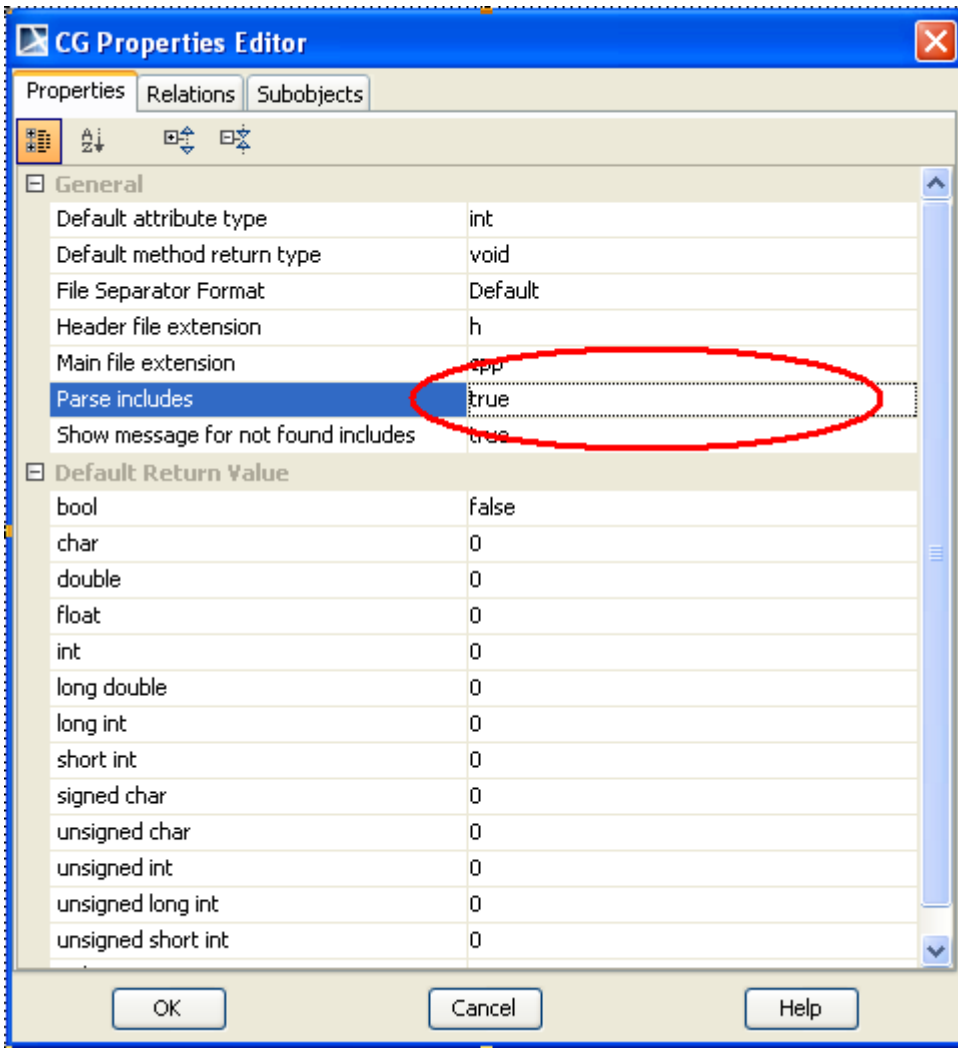 CG Properties Editor
Properties Relations Subobjects
General
Default attribute type int
Default method return type void
File Separator Format Default
Header file extension h
Main file extension cpp
Parse includes true
Show message for not found includes true
Default Return Value
bool false
char 0
double 0
float 0
int 0
long double 0
long int 0
short int 0
signed char 0
unsigned char 0
unsigned int 0
unsigned long int 0
unsigned short int 0
OK Cancel Help